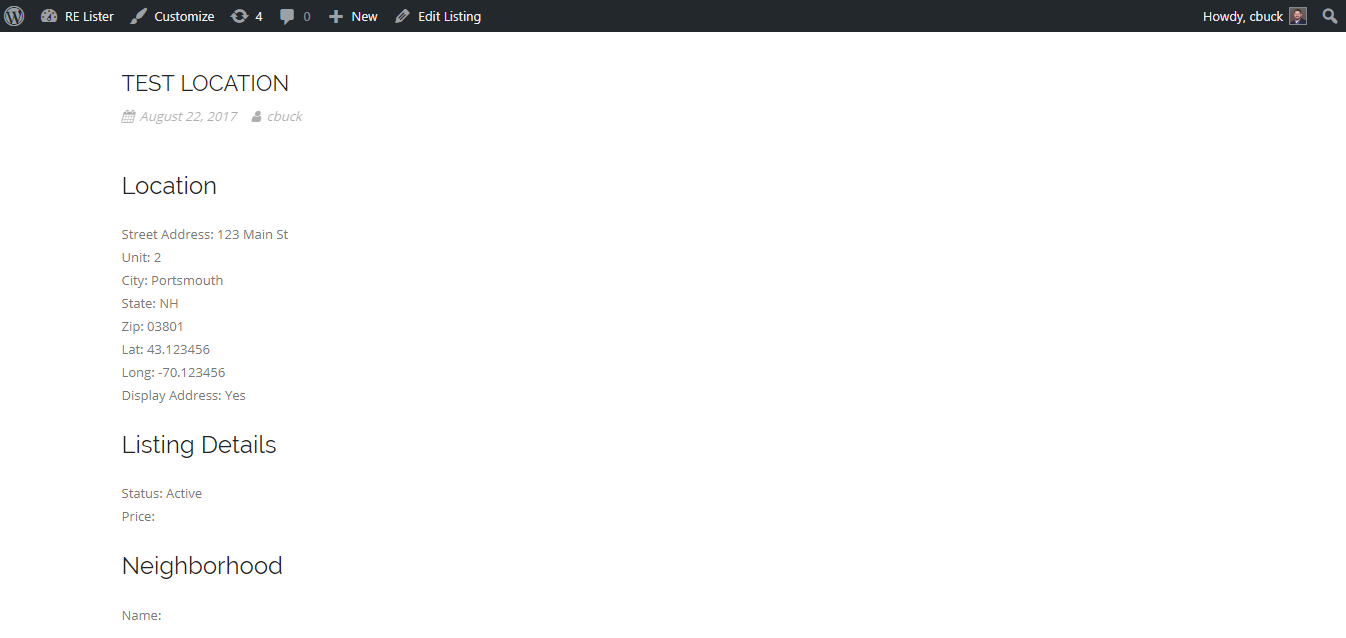 RE Lister Customize 4 0 New Edit Listing Howdy, cbuck
TEST LOCATION
August 22, 2017 cbuck
Location
Street Address: 123 Main St
Unit: 2
City: Portsmouth
State: NH
Zip: 03801
Lat: 43.123456
Long: -70.123456
Display Address: Yes
Listing Details
Status: Active
Price:
Neighborhood
Name: